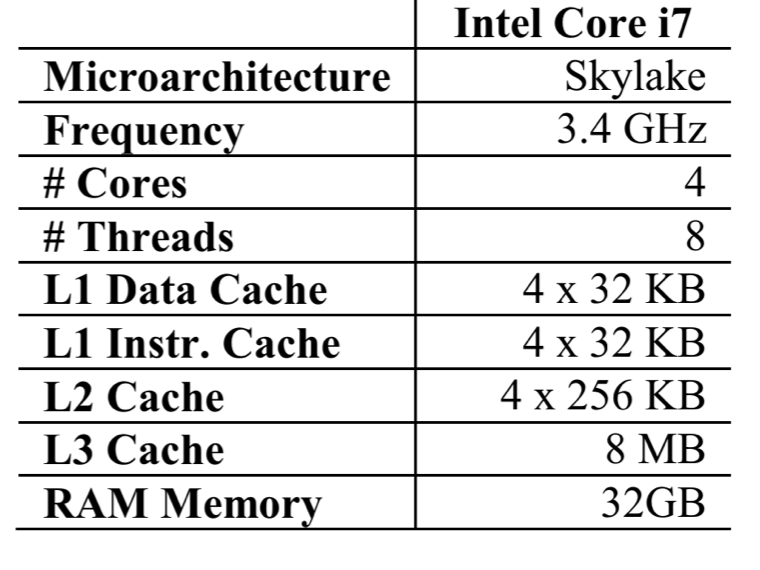 Intel Core i7
Microarchitecture Skylake
Frequency 3.4 GHz
# Cores 4
# Threads 8
L1 Data Cache 4 x 32 KB
L1 Instr. Cache 4 x 32 KB
L2 Cache 4 x 256 KB
L3 Cache 8 MB
RAM Memory 32GB